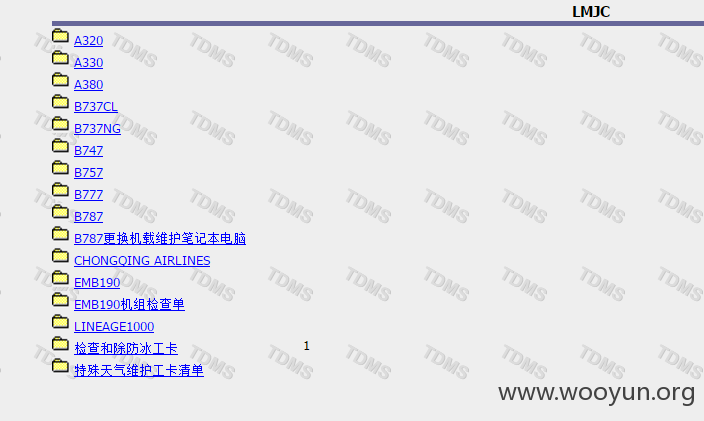 LMJC
A320
A330
A380
B737CL
B737NG
B747
B757
B777
B787
B787更换机载维护笔记本电脑
CHONGQING AIRLINES
EMB190
EMB190机组检查单
LINEAGE1000
检查和除防冰工卡 1
特殊天气维护工卡清单
TDMS
www.wooyun.org